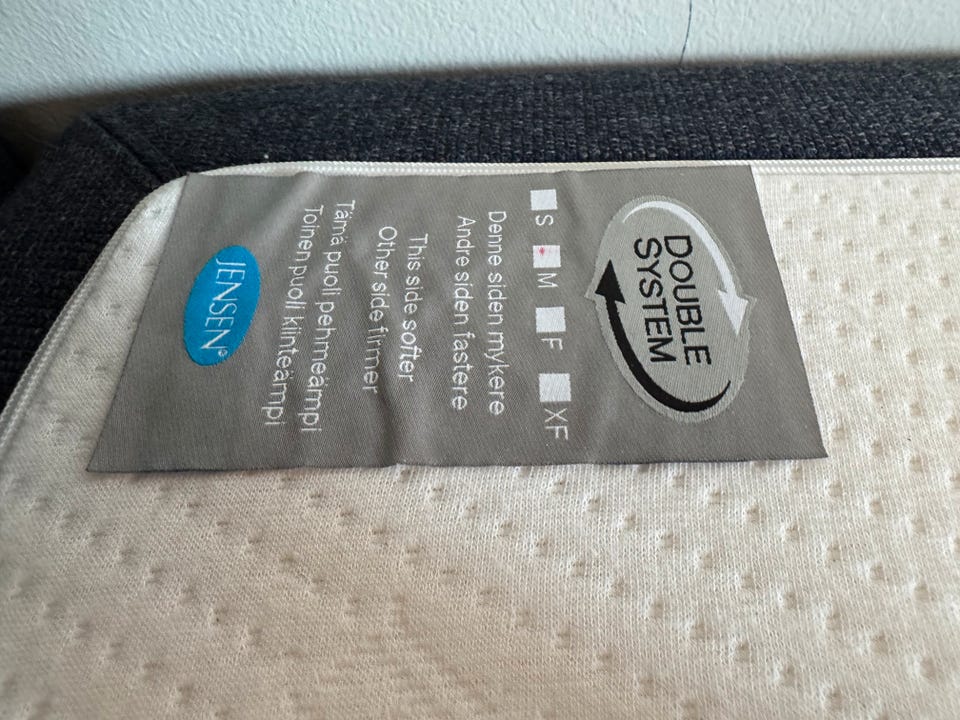 DOUBLE
SYSTEM
S M F XF
Denne siden mykere
Andre siden fastere
This side softer
Other side firmer
Tämä puoli pehmeämpi
Toinen puoli kiinteämpi
JENSEN®